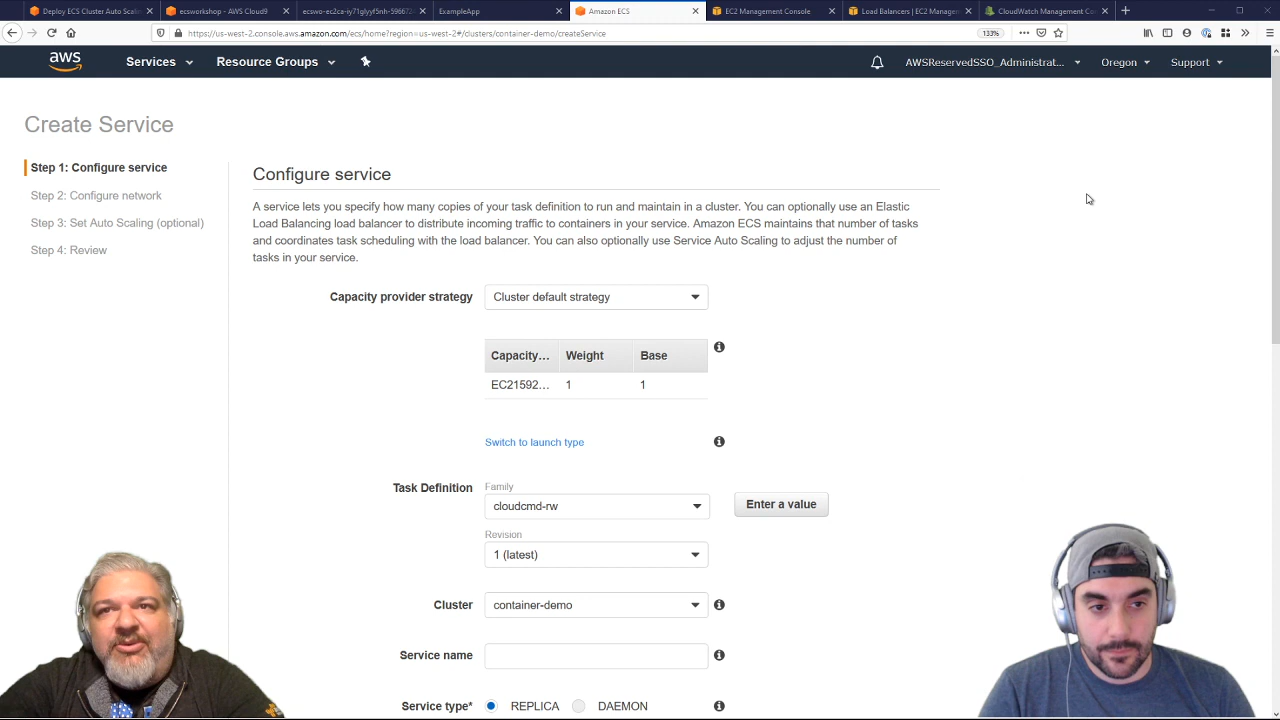 Deploy ECS Cluster Auto Scalin
ecsworkshop - AWS Cloud9
ecswo-ec2ca-iy71glyyf5nh-59667
ExampleApp
Amazon ECS
EC2 Management Console
Load Balancers | EC2 Managem
CloudWatch Management Co
https://us-west-2.console.aws.amazon.com/ecs/home?region=us-west-2#/clusters/container-demo/createService
133%
aws
Services
Resource Groups
AWSReservedSSO_Administrat...
Oregon
Support
Create Service
Step 1: Configure service
Step 2: Configure network
Step 3: Set Auto Scaling (optional)
Step 4: Review
Configure service
A service lets you specify how many copies of your task definition to run and maintain in a cluster. You can optionally use an Elastic
Load Balancing load balancer to distribute incoming traffic to containers in your service. Amazon ECS maintains that number of tasks
and coordinates task scheduling with the load balancer. You can also optionally use Service Auto Scaling to adjust the number of
tasks in your service.
Capacity provider strategy
Cluster default strategy
Capacity... Weight Base
EC21592... 1 1
Switch to launch type
Task Definition
Family
cloudcmd-rw
Enter a value
Revision
1 (latest)
Cluster
container-demo
Service name
Service type*
REPLICA
DAEMON